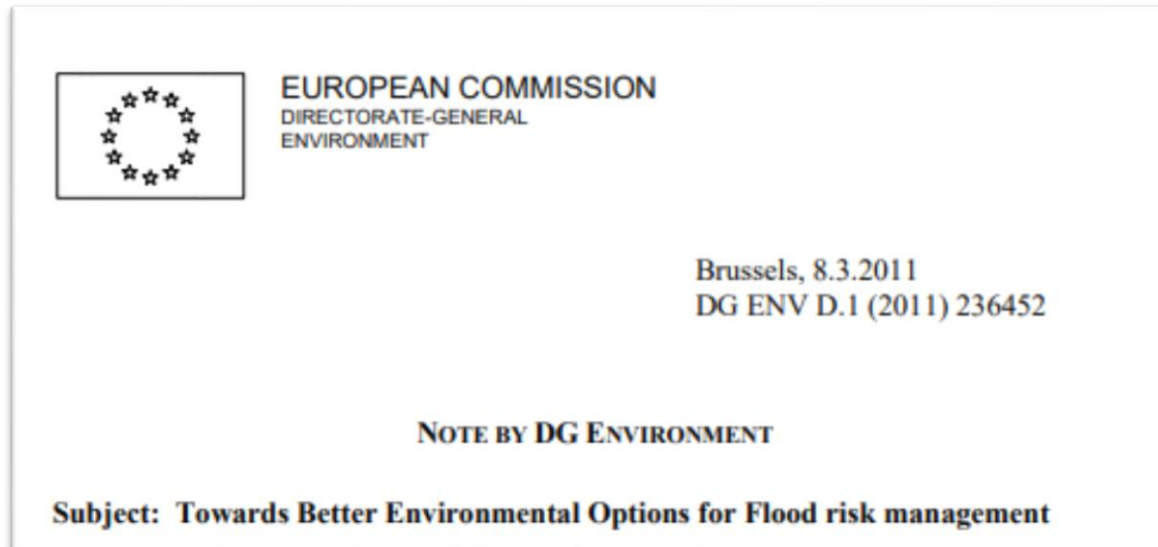 EUROPEAN COMMISSION
DIRECTORATE-GENERAL
ENVIRONMENT
Brussels, 8.3.2011
DG ENV D.1 (2011) 236452
NOTE BY DG ENVIRONMENT
Subject: Towards Better Environmental Options for Flood risk management